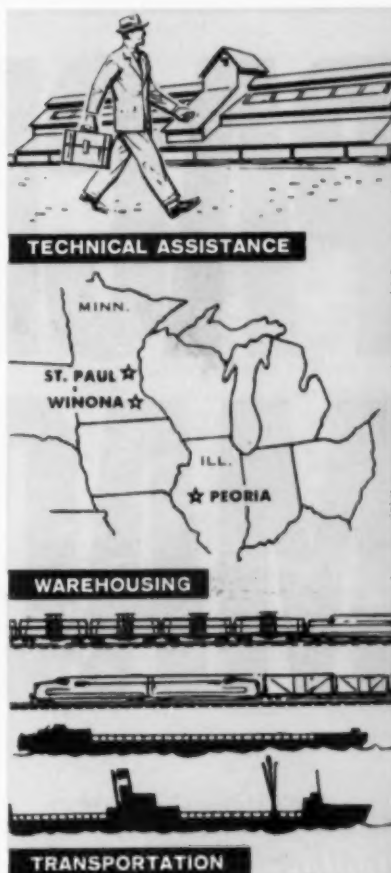 TECHNICAL ASSISTANCE
MINN.
ST. PAUL
WINONA
ILL.
PEORIA
WAREHOUSING
TRANSPORTATION